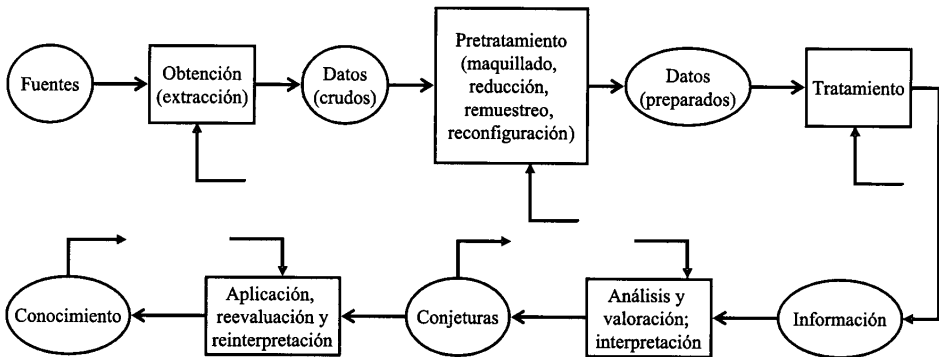 Fuentes
Obtención
(extracción)
Datos
(crudos)
Pretratamiento
(maquillado,
reducción,
remuestreo,
reconfiguración)
Datos
(preparados)
Tratamiento
Información
Análisis y
valoración;
interpretación
Conjeturas
Aplicación,
reevaluación y
reinterpretación
Conocimiento